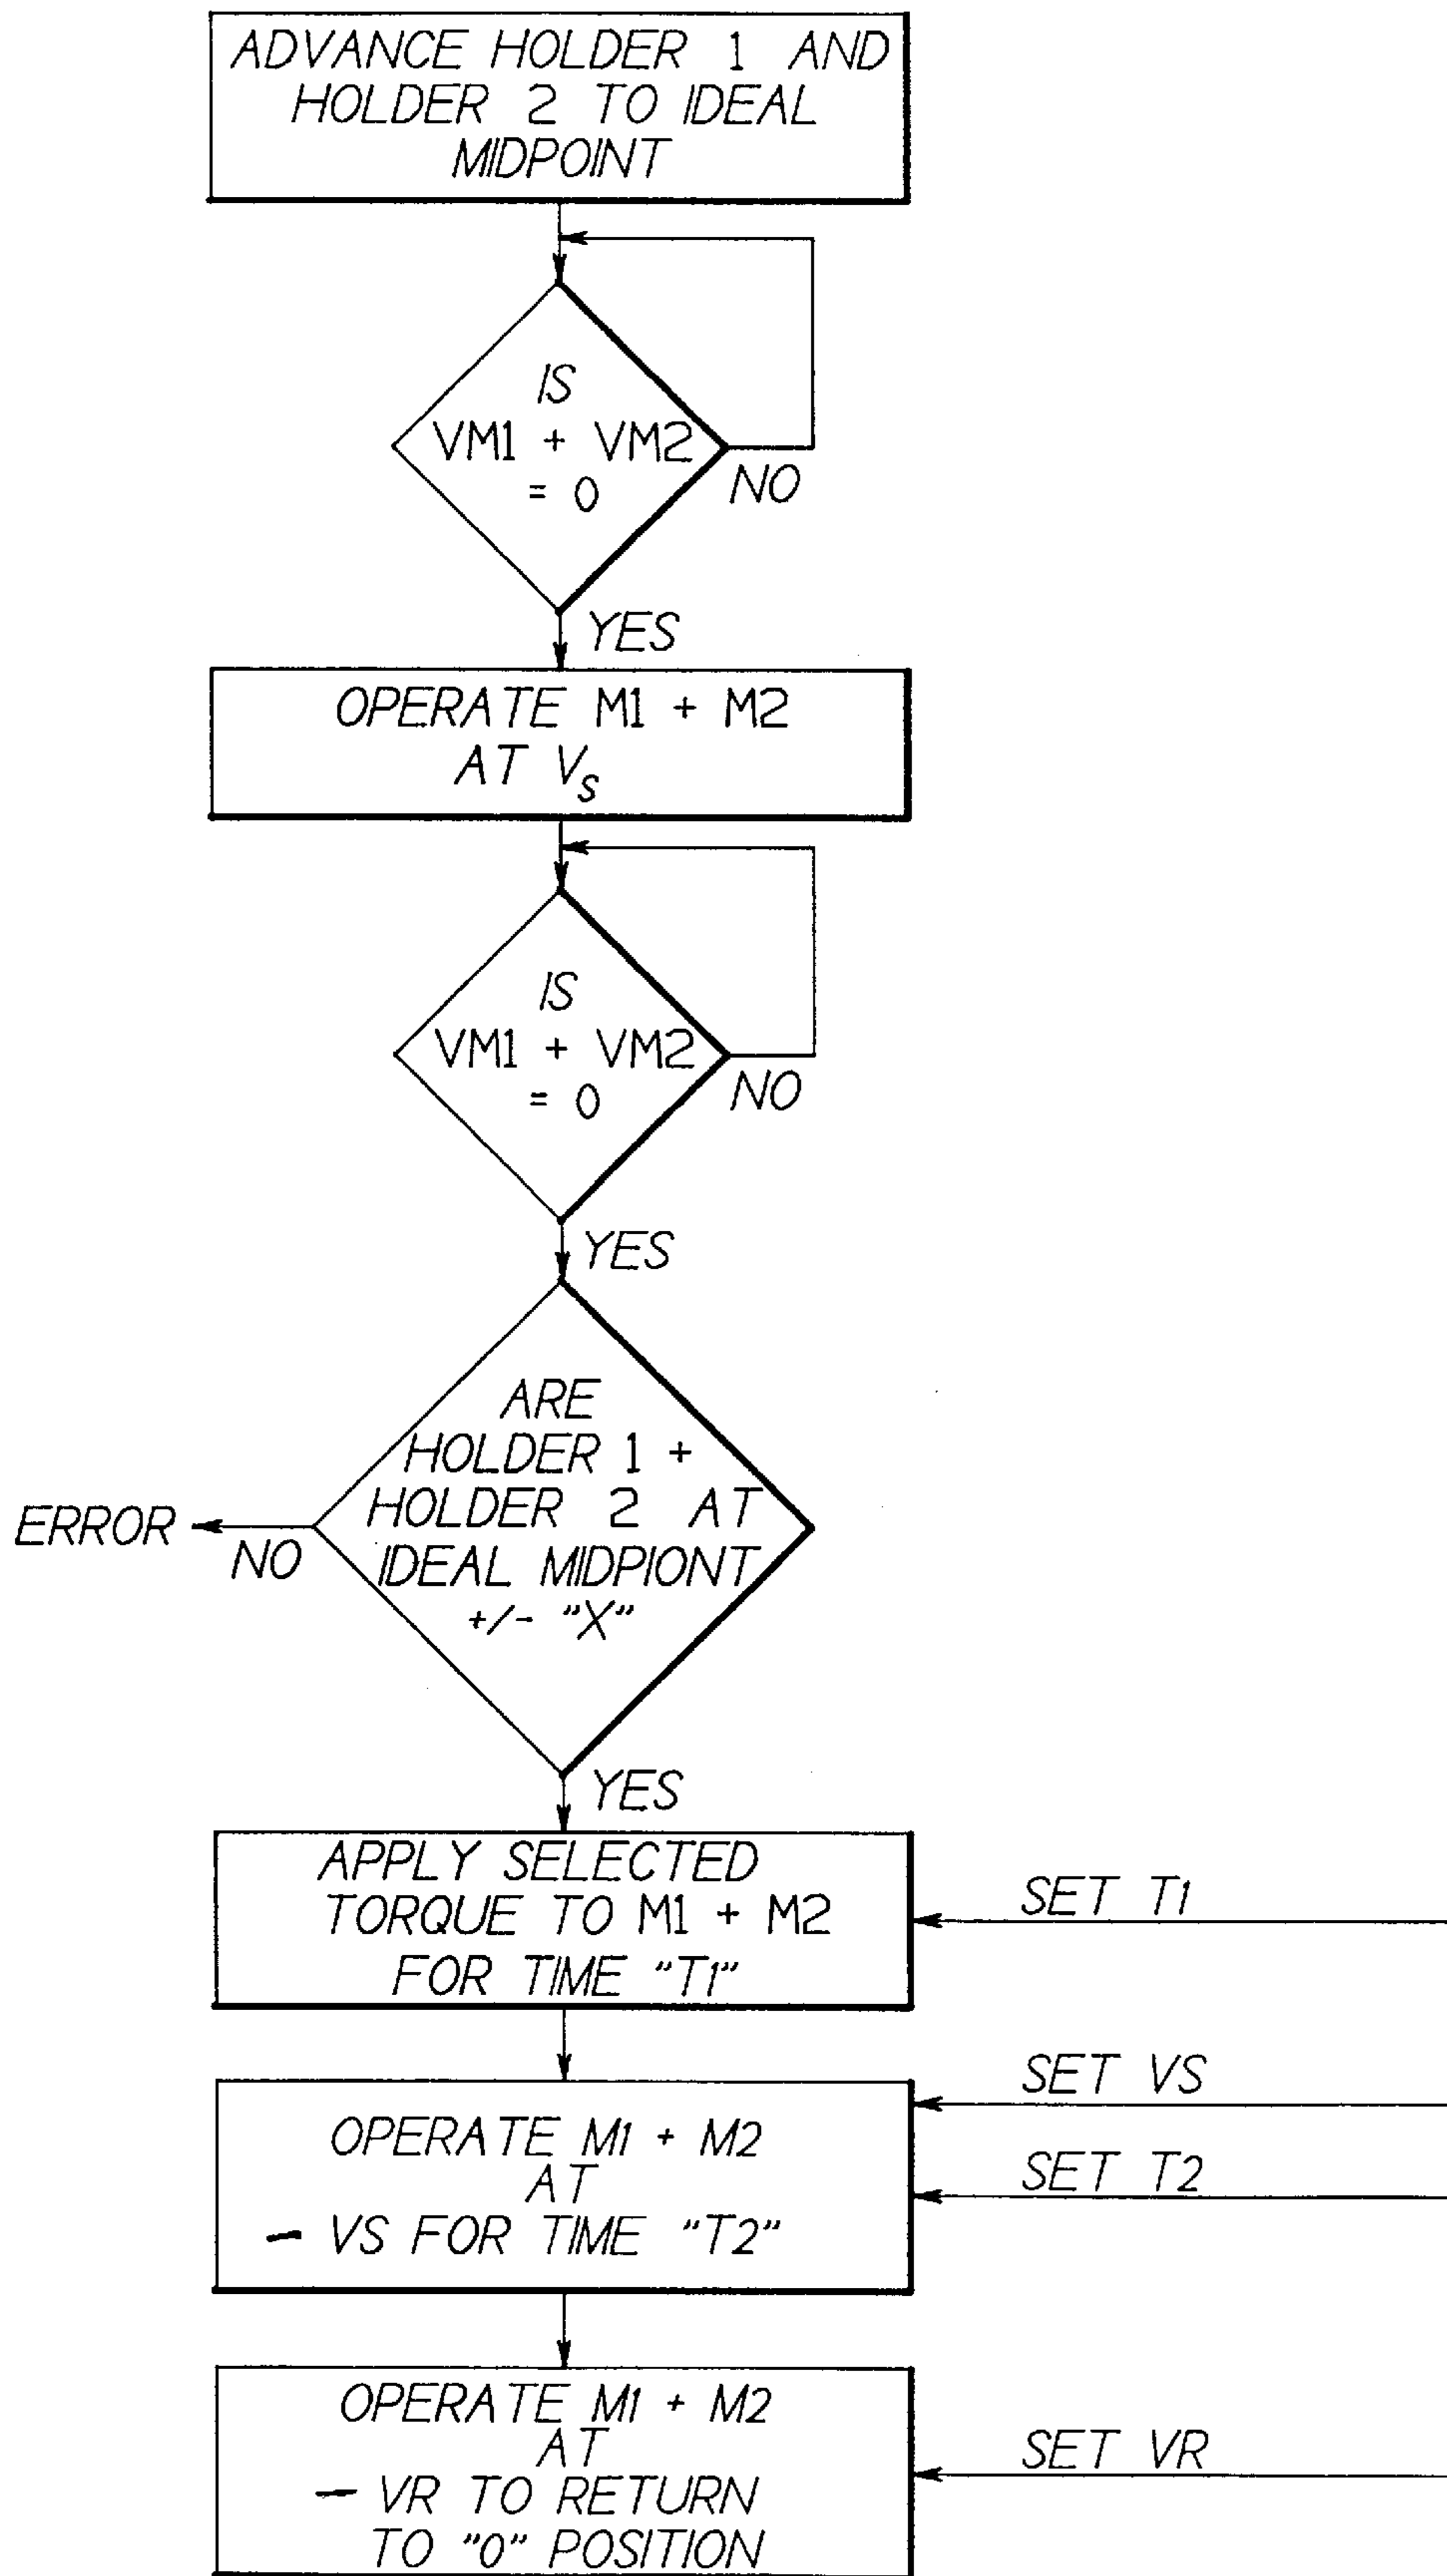 ADVANCE HOLDER 1 AND
HOLDER 2 TO IDEAL
MIDPOINT
IS
VM1 + VM2
= 0
NO
YES
OPERATE M1 + M2
AT Vs
IS
VM1 + VM2
= 0
NO
YES
ARE
HOLDER 1 +
HOLDER 2 AT
IDEAL MIDPIONT
+/- "X"
ERROR
NO
YES
APPLY SELECTED
TORQUE TO M1 + M2
FOR TIME "T1"
SET T1
OPERATE M1 + M2
AT
- VS FOR TIME "T2"
SET VS
SET T2
OPERATE M1 + M2
AT
- VR TO RETURN
TO "0" POSITION
SET VR